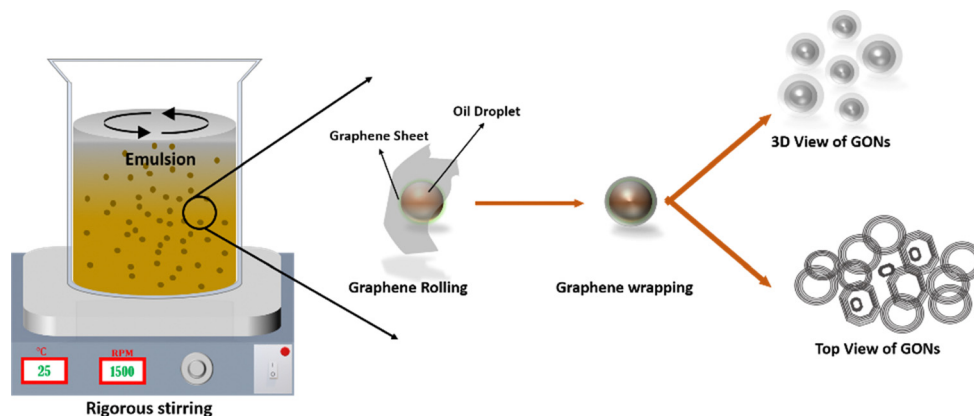 Emulsion
°C
RPM
25
1500
Rigorous stirring
Graphene Sheet
Oil Droplet
Graphene Rolling
Graphene wrapping
3D View of GONs
Top View of GONs